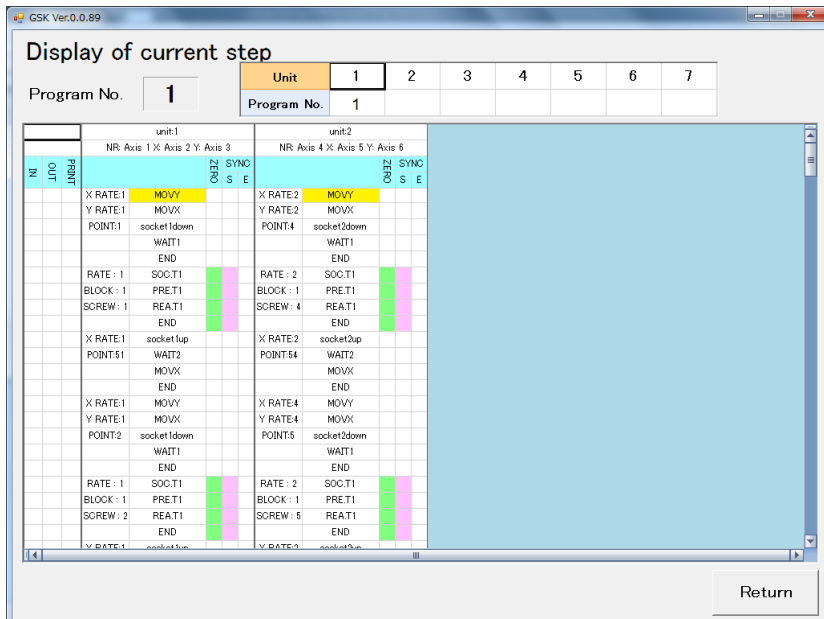 GSK Ver.0.0.89
Display of current step
Program No. 1
Unit 1 2 3 4 5 6 7
Program No. 1
unit:1 unit:2
NR: Axis 1 X: Axis 2 Y: Axis 3 NR: Axis 4 X: Axis 5 Y: Axis 6
IN OUT PRINT ZERO SYNC ZERO SYNC
S E S E
X RATE:1 MOVY X RATE:2 MOVY
Y RATE:1 MOVX Y RATE:2 MOVX
POINT:1 socket1down POINT:4 socket2down
WAIT1 WAIT1
END END
RATE : 1 SOC.T1 RATE : 2 SOC.T1
BLOCK : 1 PRE.T1 BLOCK : 1 PRE.T1
SCREW : 1 REA.T1 SCREW : 4 REA.T1
END END
X RATE:1 socket1up X RATE:2 socket2up
POINT:51 WAIT2 POINT:54 WAIT2
MOVX MOVX
END END
X RATE:1 MOVY X RATE:4 MOVY
Y RATE:1 MOVX Y RATE:4 MOVX
POINT:2 socket1down POINT:5 socket2down
WAIT1 WAIT1
END END
RATE : 1 SOC.T1 RATE : 2 SOC.T1
BLOCK : 1 PRE.T1 BLOCK : 1 PRE.T1
SCREW : 2 REA.T1 SCREW : 5 REA.T1
END END
Return